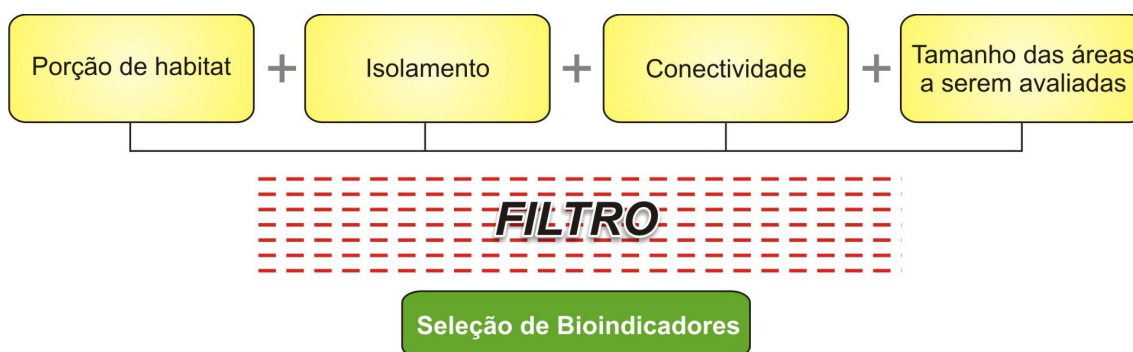 Porção de habitat
+
Isolamento
+
Conectividade
+
Tamanho das áreas
a serem avaliadas
FILTRO
Seleção de Bioindicadores